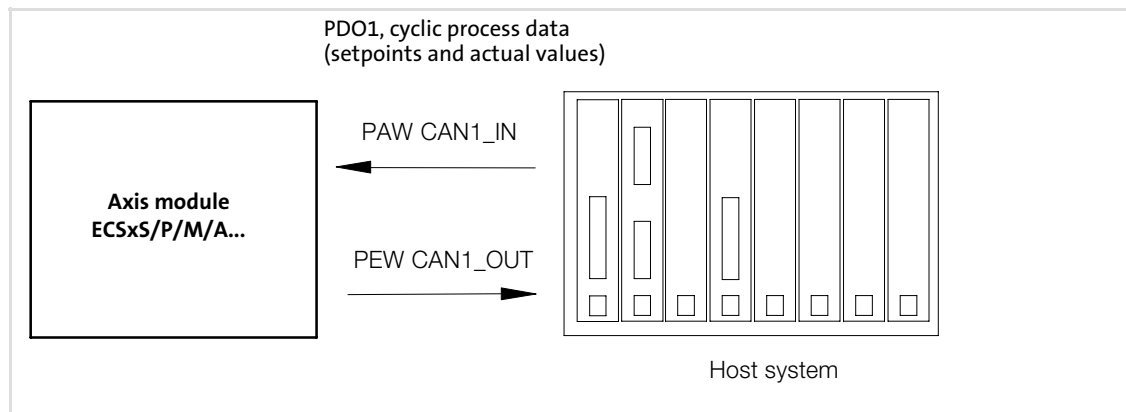 PDO1, cyclic process data
(setpoints and actual values)
PAW CAN1_IN
Axis module
ECSxS/P/M/A...
PEW CAN1_OUT
Host system